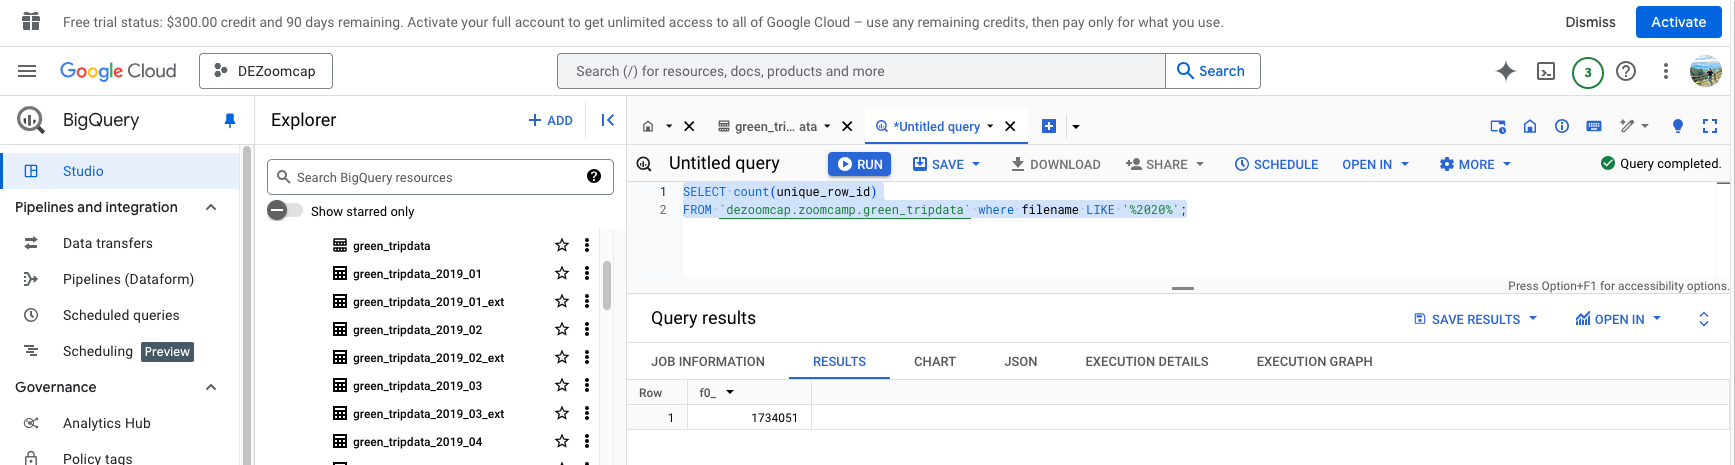 Free trial status: $300.00 credit and 90 days remaining. Activate your full account to get unlimited access to all of Google Cloud – use any remaining credits, then pay only for what you use.
Dismiss
Activate
Google Cloud
DEZoomcap
Search (/) for resources, docs, products and more
Search
3
BigQuery
Studio
Pipelines and integration
Data transfers
Pipelines (Dataform)
Scheduled queries
Scheduling Preview
Governance
Analytics Hub
Policy tags
Explorer
+ ADD
Search BigQuery resources
Show starred only
green_tripdata
green_tripdata_2019_01
green_tripdata_2019_01_ext
green_tripdata_2019_02
green_tripdata_2019_02_ext
green_tripdata_2019_03
green_tripdata_2019_03_ext
green_tripdata_2019_04
green_tri... ata
*Untitled query
Untitled query
RUN
SAVE
DOWNLOAD
SHARE
SCHEDULE
OPEN IN
MORE
Query completed.
1 SELECT count(unique_row_id)
2 FROM `dezoomcap.zoomcamp.green_tripdata` where filename LIKE '%2020%';
Press Option+F1 for accessibility options.
Query results
SAVE RESULTS
OPEN IN
JOB INFORMATION
RESULTS
CHART
JSON
EXECUTION DETAILS
EXECUTION GRAPH
Row f0_
1 1734051